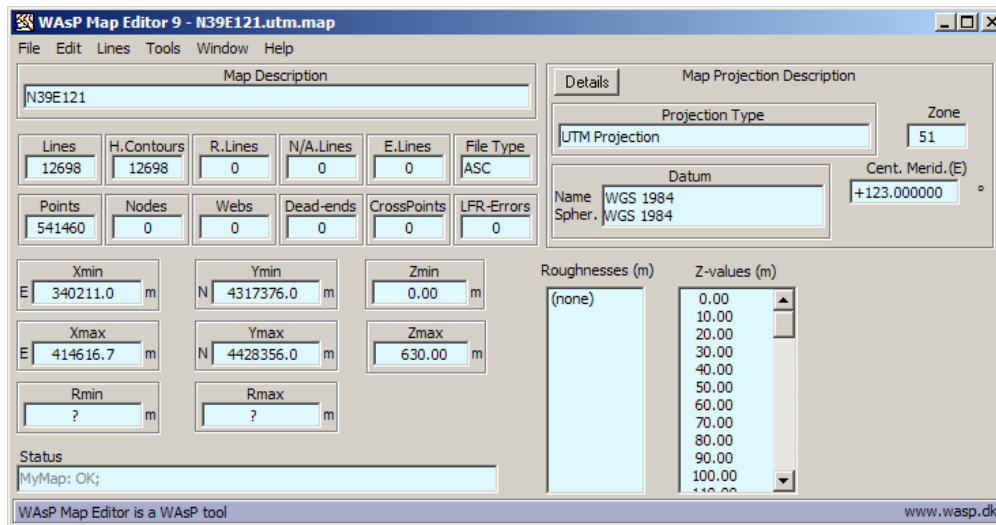 WAsP Map Editor 9 - N39E121.utm.map
File Edit Lines Tools Window Help
Map Description
N39E121
Details
Map Projection Description
Projection Type
UTM Projection
Zone
51
Lines H.Contours R.Lines N/A.Lines E.Lines File Type
12698 12698 0 0 0 ASC
Datum
Name WGS 1984
Spher. WGS 1984
Cent. Merid.(E)
+123.000000 °
Points Nodes Webs Dead-ends CrossPoints LFR-Errors
541460 0 0 0 0 0
Xmin Ymin Zmin
E 340211.0 m N 4317376.0 m 0.00 m
Xmax Ymax Zmax
E 414616.7 m N 4428356.0 m 630.00 m
Rmin Rmax
? m ? m
Roughnesses (m)
(none)
Z-values (m)
0.00
10.00
20.00
30.00
40.00
50.00
60.00
70.00
80.00
90.00
100.00
110.00
Status
MyMap: OK;
WAsP Map Editor is a WAsP tool
www.wasp.dk